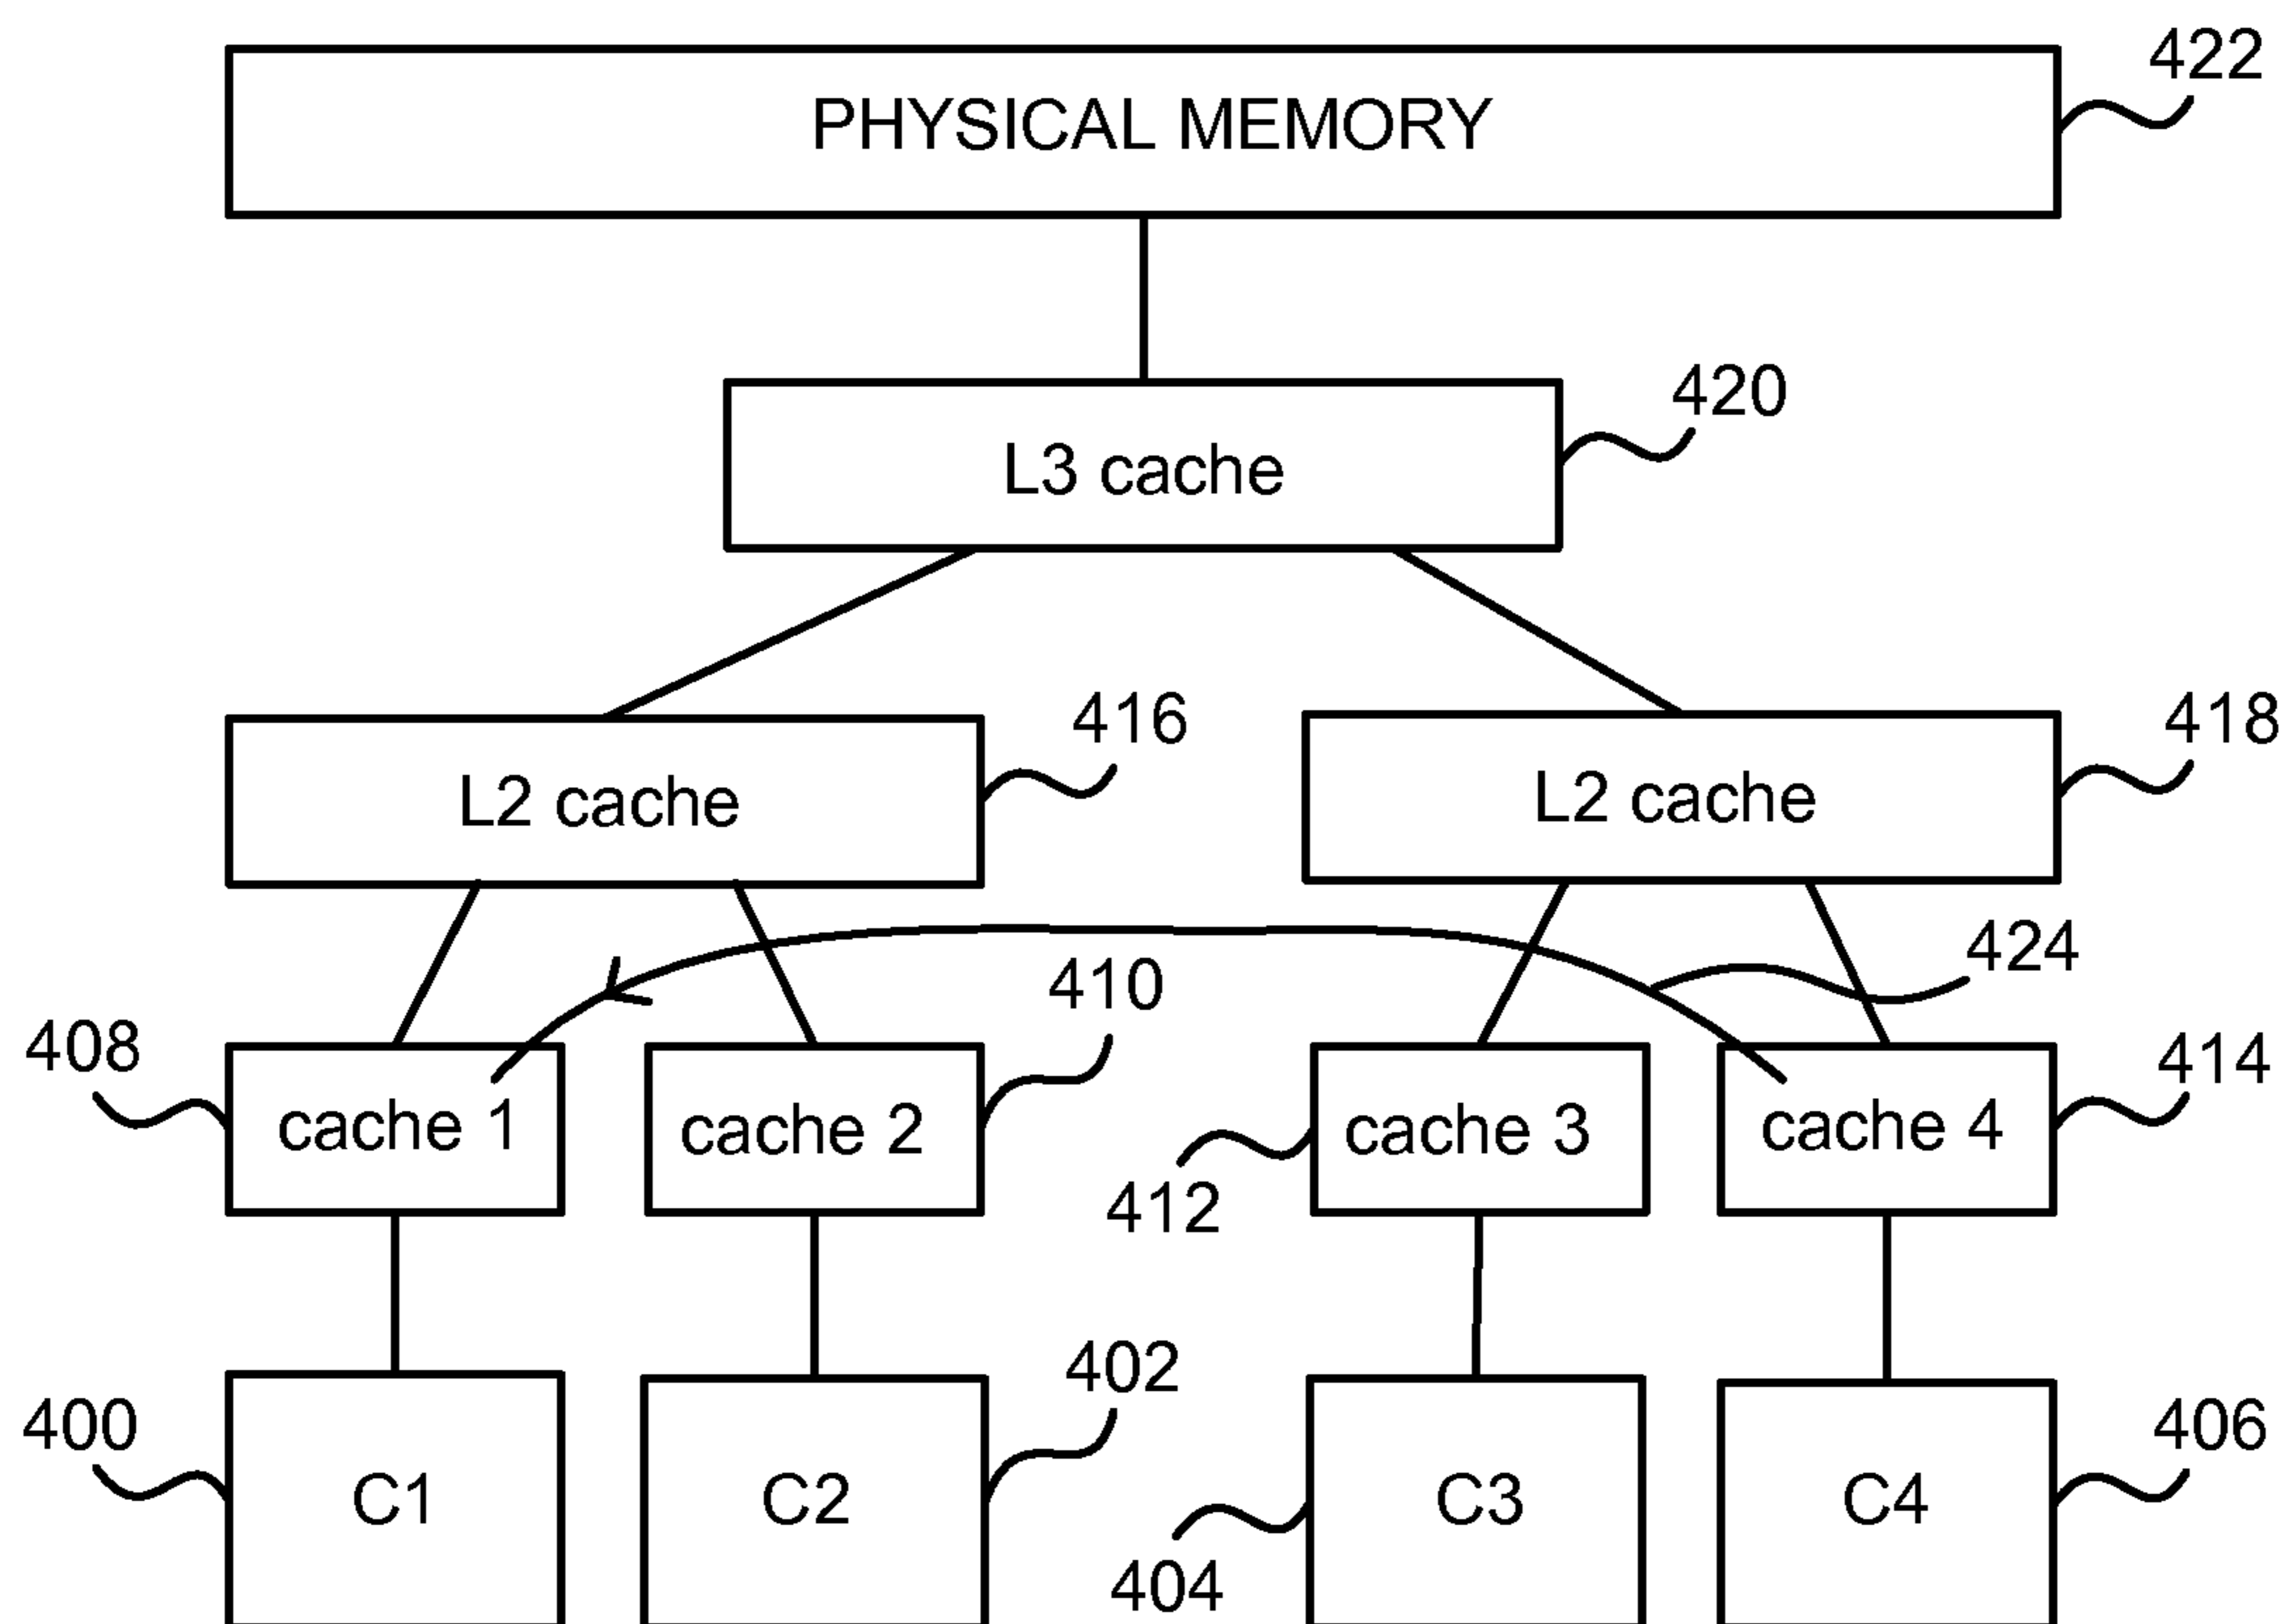 422
PHYSICAL MEMORY
420
L3 cache
416
418
L2 cache
L2 cache
424
410
408
414
cache 1
cache 2
cache 3
cache 4
412
402
400
406
C1
C2
C3
C4
404